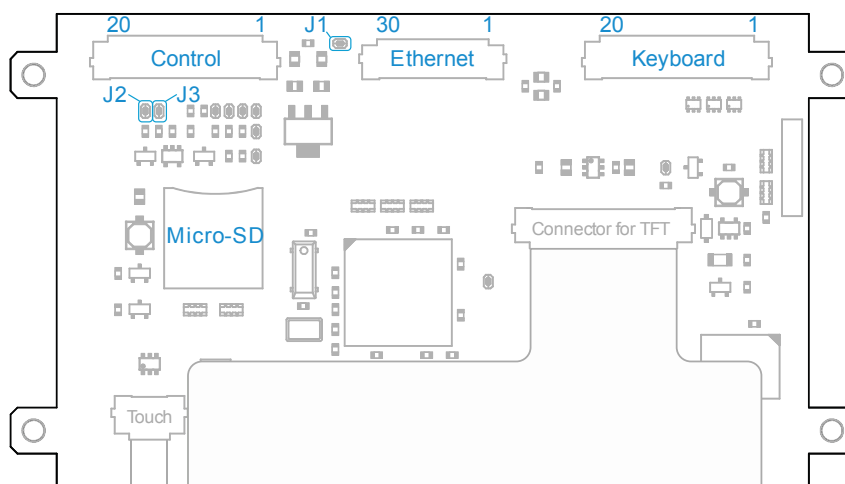 20 1 J1 30 1 20 1
Control Ethernet Keyboard
J2 J3
Micro-SD Connector for TFT
Touch